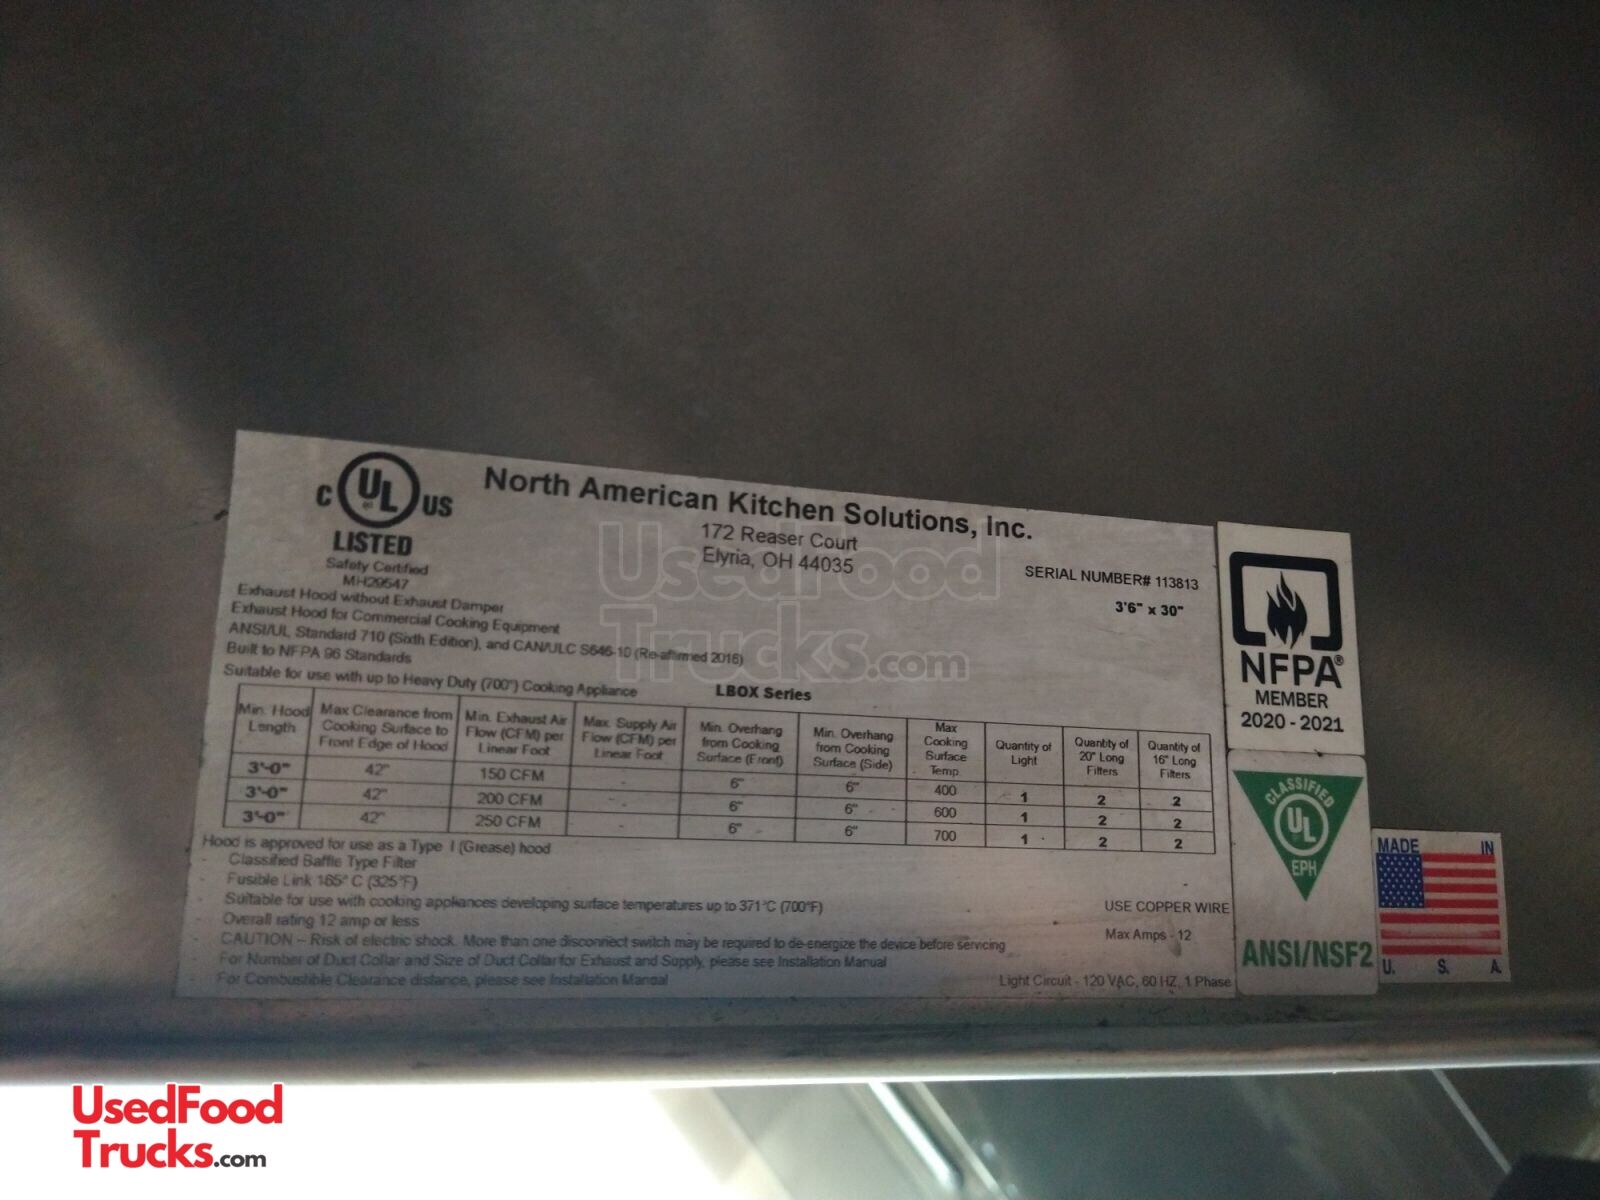 C UL US
LISTED
Safety Certified
MH29547
North American Kitchen Solutions, Inc.
172 Reaser Court
Elyria, OH 44035
SERIAL NUMBER# 113813
3'6" x 30"
Exhaust Hood without Exhaust Damper
Exhaust Hood for Commercial Cooking Equipment
ANSI/UL Standard 710 (Sixth Edition), and CAN/ULC S646-10 (Re-affirmed 2016)
Built to NFPA 96 Standards
Suitable for use with up to Heavy Duty (700°) Cooking Appliance
LBOX Series
Min. Hood Length
Max Clearance from Cooking Surface to Front Edge of Hood
Min. Exhaust Air Flow (CFM) per Linear Foot
Max. Supply Air Flow (CFM) per Linear Foot
Min. Overhang from Cooking Surface (Front)
Min. Overhang from Cooking Surface (Side)
Max Cooking Surface Temp.
Quantity of Light
Quantity of 20" Long Filters
Quantity of 16" Long Filters
3'-0" 42" 150 CFM - 6" 6" 400 1 2 2
3'-0" 42" 200 CFM - 6" 6" 600 1 2 2
3'-0" 42" 250 CFM - 6" 6" 700 1 2 2
Hood is approved for use as a Type I (Grease) hood
- Classified Baffle Type Filter
- Fusible Link 165° C (325°F)
- Suitable for use with cooking appliances developing surface temperatures up to 371°C (700°F)
- Overall rating 12 amp or less
- CAUTION – Risk of electric shock. More than one disconnect switch may be required to de-energize the device before servicing
- For Number of Duct Collar and Size of Duct Collar for Exhaust and Supply, please see Installation Manual
- For Combustible Clearance distance, please see Installation Manual
USE COPPER WIRE
Max Amps - 12
Light Circuit - 120 VAC, 60 HZ, 1 Phase
NFPA®
MEMBER
2020 - 2021
CLASSIFIED
UL
EPH
ANSI/NSF2
MADE IN
U. S. A.
UsedFood
Trucks.com
UsedFood
Trucks.com